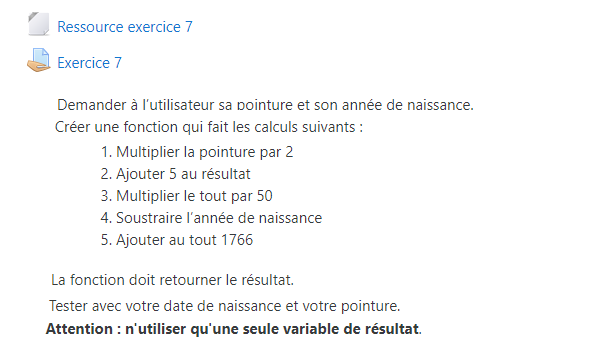 Ressource exercice 7
Exercice 7
Demander à l'utilisateur sa pointure et son année de naissance.
Créer une fonction qui fait les calculs suivants :
1. Multiplier la pointure par 2
2. Ajouter 5 au résultat
3. Multiplier le tout par 50
4. Soustraire l'année de naissance
5. Ajouter au tout 1766
La fonction doit retourner le résultat.
Tester avec votre date de naissance et votre pointure.
Attention : n'utiliser qu'une seule variable de résultat.